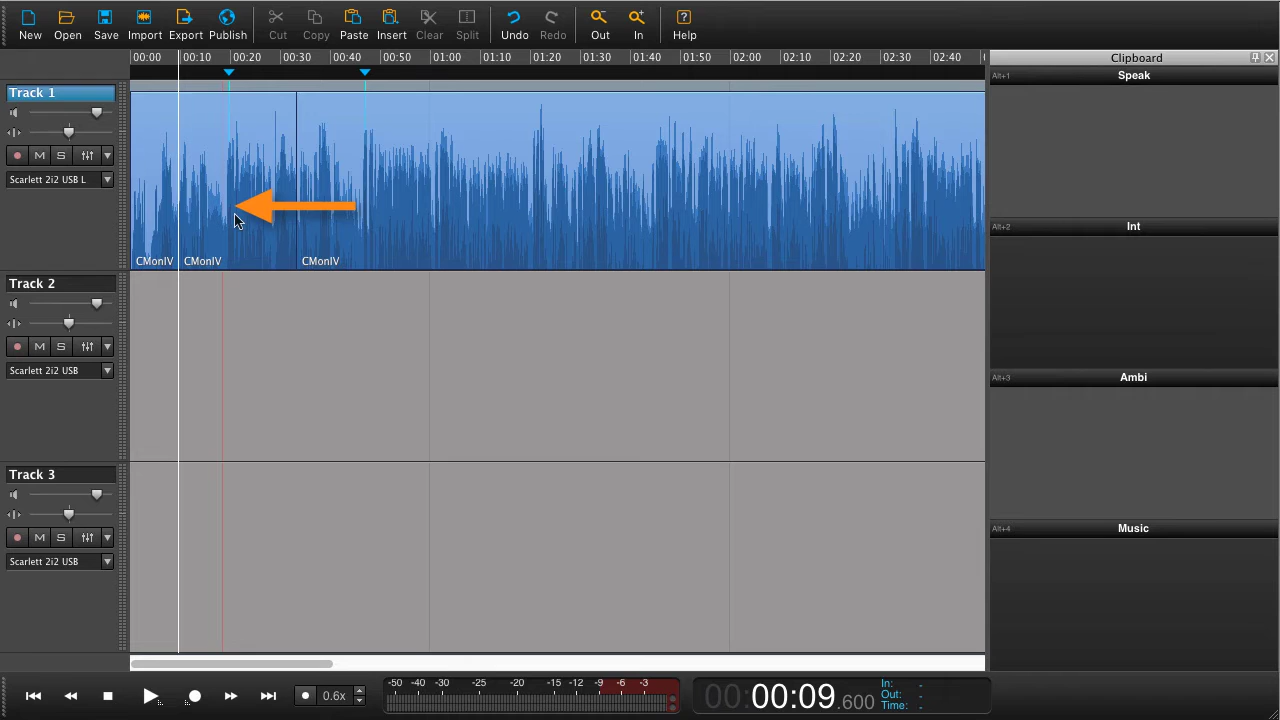 New Open Save Import Export Publish Cut Copy Paste Insert Clear Split Undo Redo Out In Help
00:00 00:10 00:20 00:30 00:40 00:50 01:00 01:10 01:20 01:30 01:40 01:50 02:00 02:10 02:20 02:30 02:40
Clipboard
Alt+1 Speak
Track 1
M S
Scarlett 2i2 USB L
CMonIV CMonIV CMonIV
Alt+2 Int
Track 2
M S
Scarlett 2i2 USB
Alt+3 Ambi
Track 3
M S
Scarlett 2i2 USB
Alt+4 Music
0.6x
-50 -40 -30 -25 -20 -15 -12 -9 -6 -3
00:00:09.600
In: -
Out: -
Time: -